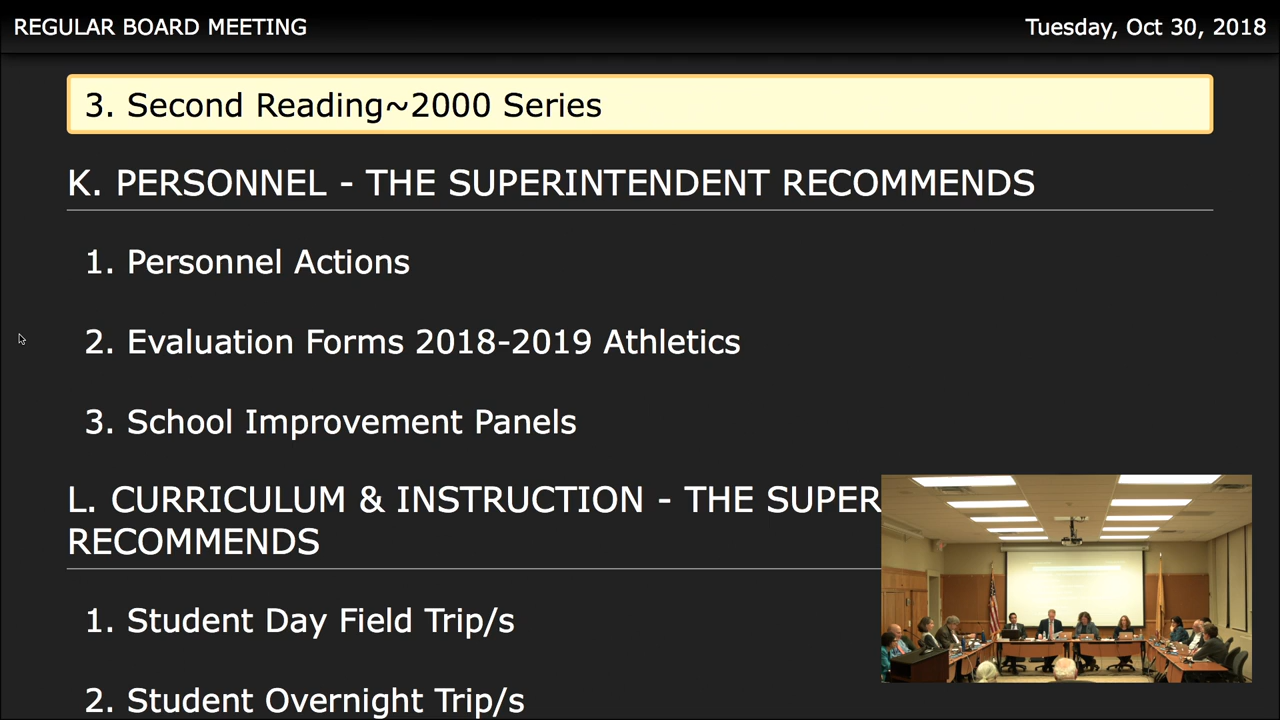 REGULAR BOARD MEETING
Tuesday, Oct 30, 2018
3. Second Reading~2000 Series
K. PERSONNEL - THE SUPERINTENDENT RECOMMENDS
1. Personnel Actions
2. Evaluation Forms 2018-2019 Athletics
3. School Improvement Panels
L. CURRICULUM & INSTRUCTION - THE SUPER
RECOMMENDS
1. Student Day Field Trip/s
2. Student Overnight Trip/s